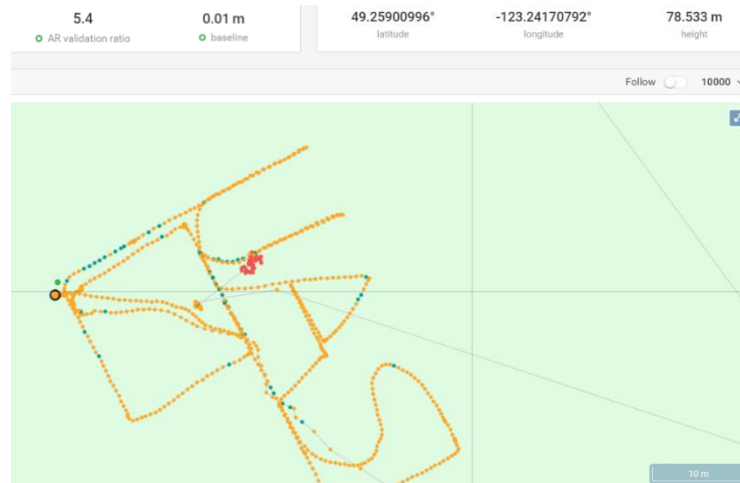 5.4 0.01 m 49.25900996° -123.24170792° 78.533 m
AR validation ratio baseline latitude longitude height
Follow 10000
10 m